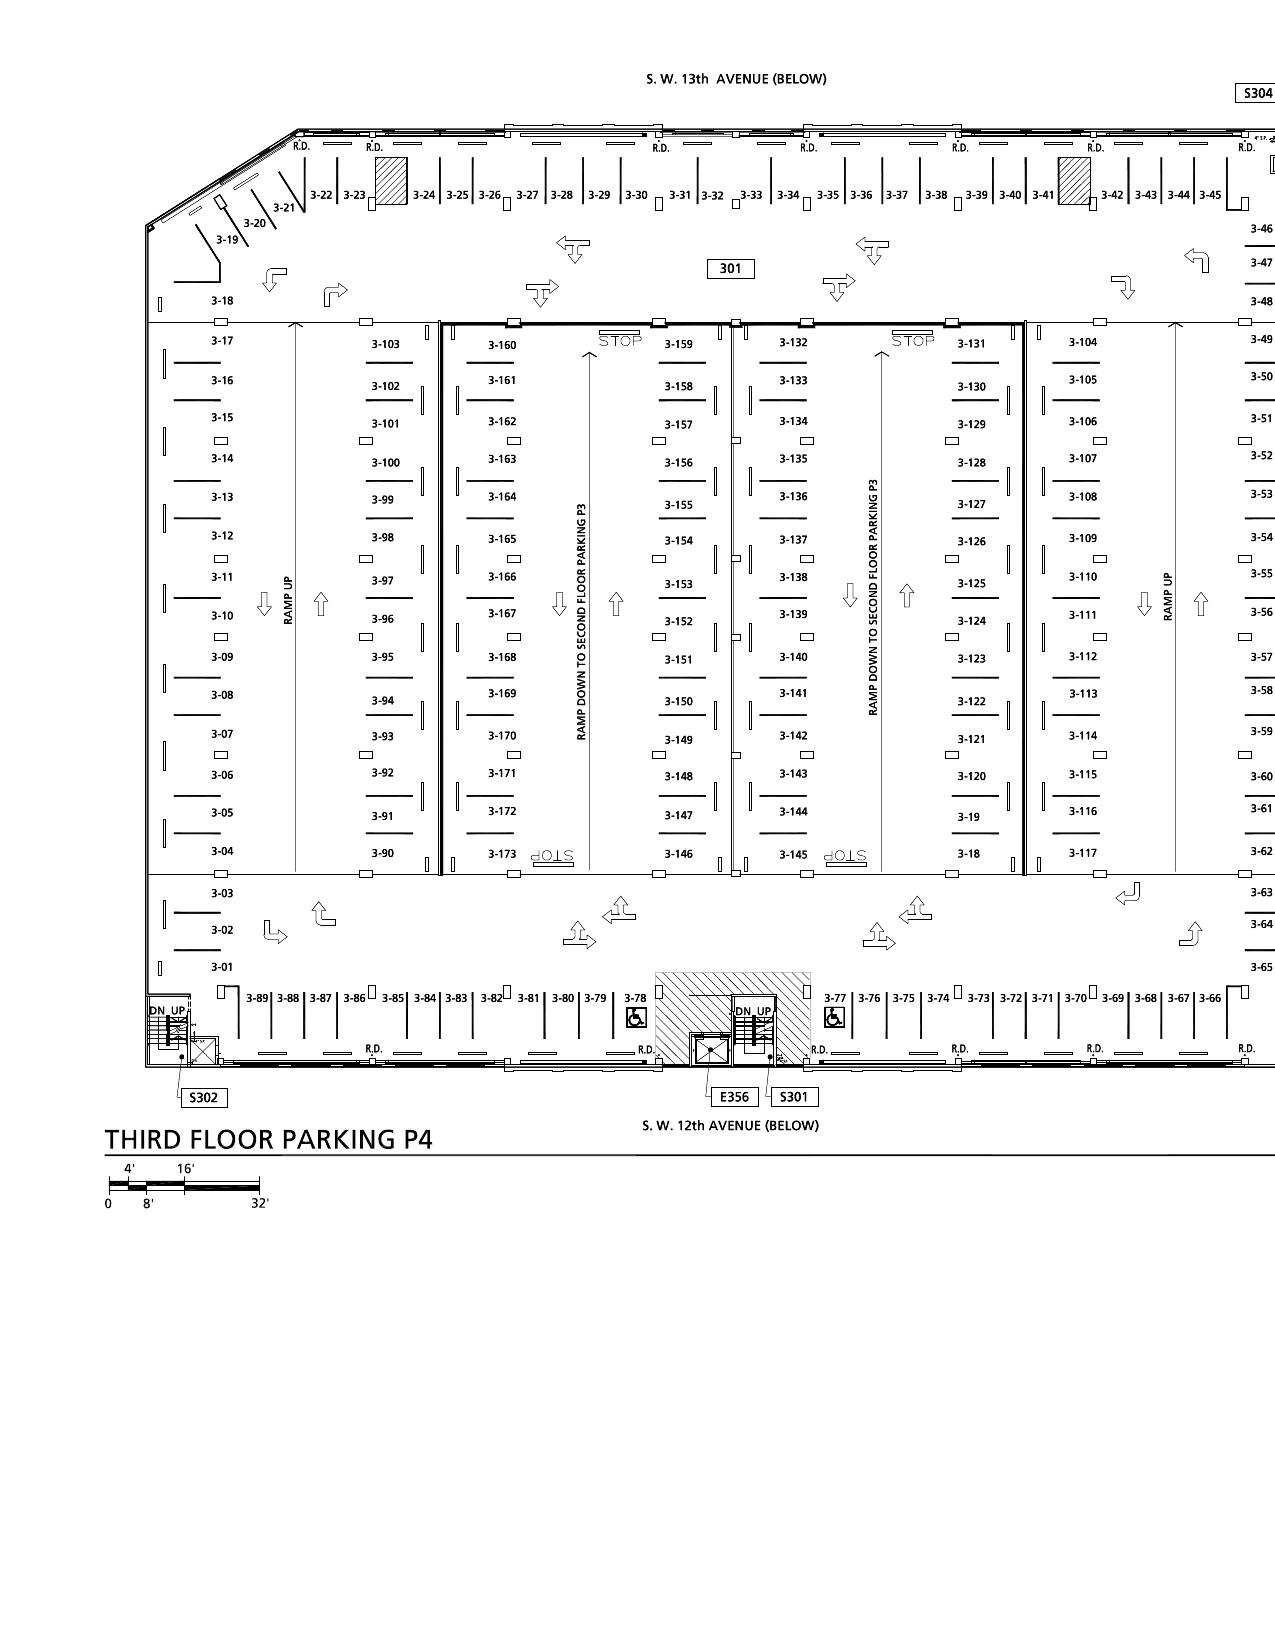 S. W. 13th AVENUE (BELOW)
S304
R.D. R.D. R.D. R.D. R.D. R.D. R.D.
3-22 3-23 3-24 3-25 3-26 3-27 3-28 3-29 3-30 3-31 3-32 3-33 3-34 3-35 3-36 3-37 3-38 3-39 3-40 3-41 3-42 3-43 3-44 3-45
3-21
3-20
3-19
3-46
301
3-47
3-18 3-48
3-17 3-103 3-160 STOP 3-159 3-132 STOP 3-131 3-104 3-49
3-16 3-102 3-161 3-158 3-133 3-130 3-105 3-50
3-15 3-101 3-162 3-157 3-134 3-129 3-106 3-51
3-14 3-100 3-163 3-156 3-135 3-128 3-107 3-52
3-13 3-99 3-164 3-155 3-136 3-127 3-108 3-53
3-12 3-98 3-165 3-154 3-137 3-126 3-109 3-54
3-11 3-97 3-166 3-153 3-138 3-125 3-110 3-55
3-10 3-96 3-167 3-152 3-139 3-124 3-111 3-56
3-09 3-95 3-168 3-151 3-140 3-123 3-112 3-57
3-08 3-94 3-169 3-150 3-141 3-122 3-113 3-58
3-07 3-93 3-170 3-149 3-142 3-121 3-114 3-59
3-06 3-92 3-171 3-148 3-143 3-120 3-115 3-60
3-05 3-91 3-172 3-147 3-144 3-19 3-116 3-61
3-04 3-90 3-173 STOP 3-146 3-145 STOP 3-18 3-117 3-62
RAMP UP
RAMP DOWN TO SECOND FLOOR PARKING P3
RAMP DOWN TO SECOND FLOOR PARKING P3
RAMP UP
3-03 3-63
3-02 3-64
3-01 3-65
3-89 3-88 3-87 3-86 3-85 3-84 3-83 3-82 3-81 3-80 3-79 3-78 3-77 3-76 3-75 3-74 3-73 3-72 3-71 3-70 3-69 3-68 3-67 3-66
DN UP DN UP
R.D. R.D. R.D. R.D. R.D. R.D.
S302 E356 S301
S. W. 12th AVENUE (BELOW)
THIRD FLOOR PARKING P4
4' 16'
0 8' 32'